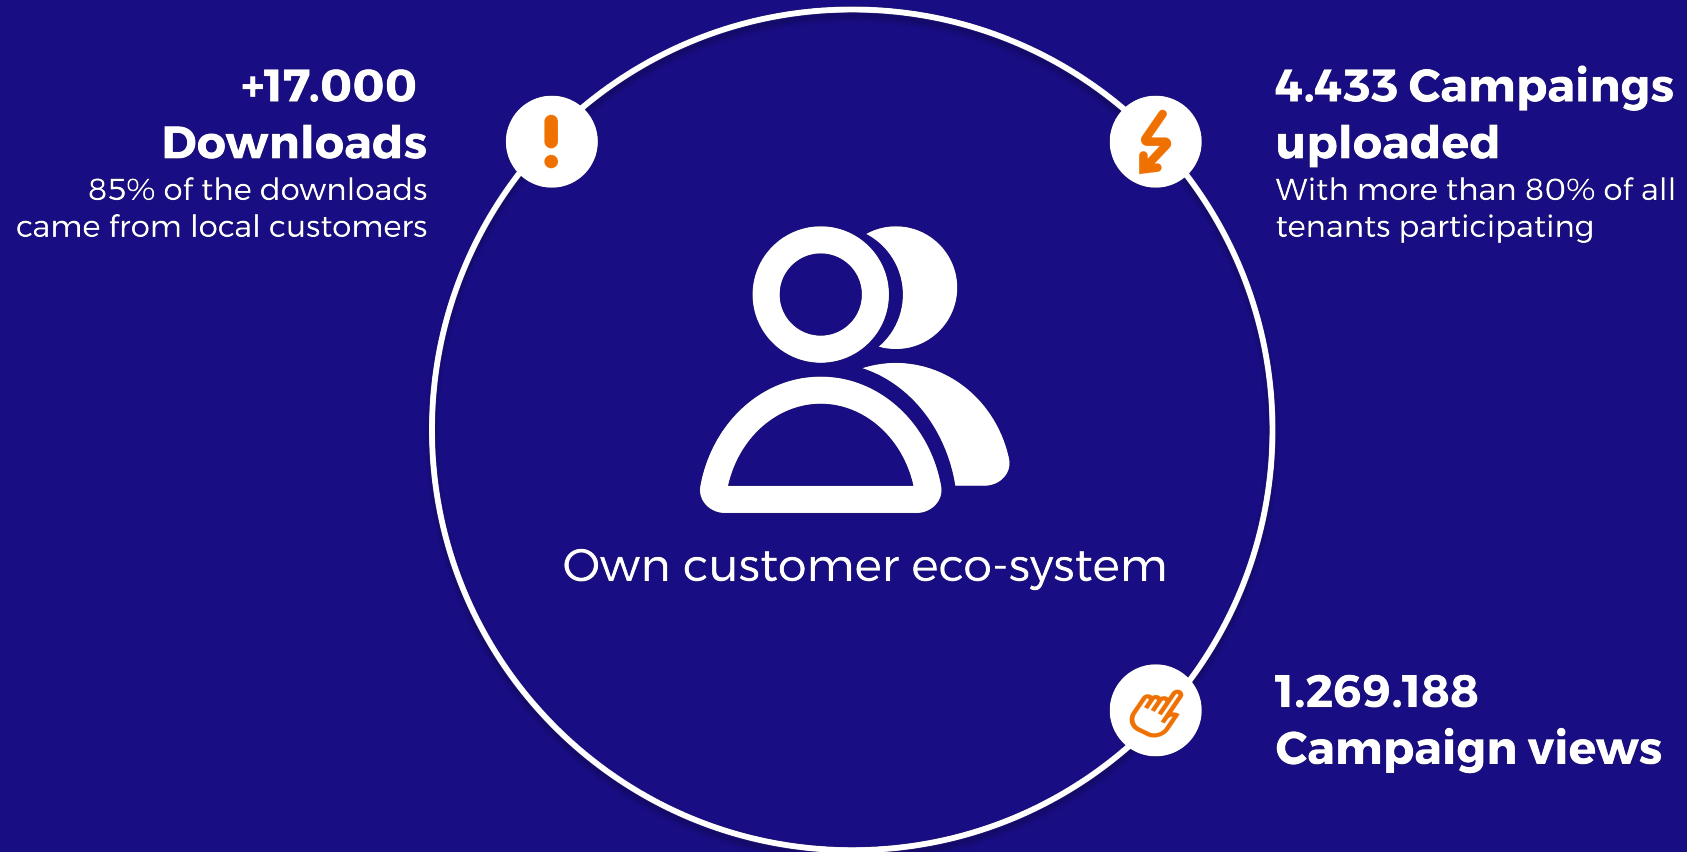 +17.000
Downloads
85% of the downloads
came from local customers
4.433 Campaings
uploaded
With more than 80% of all
tenants participating
Own customer eco-system
1.269.188
Campaign views